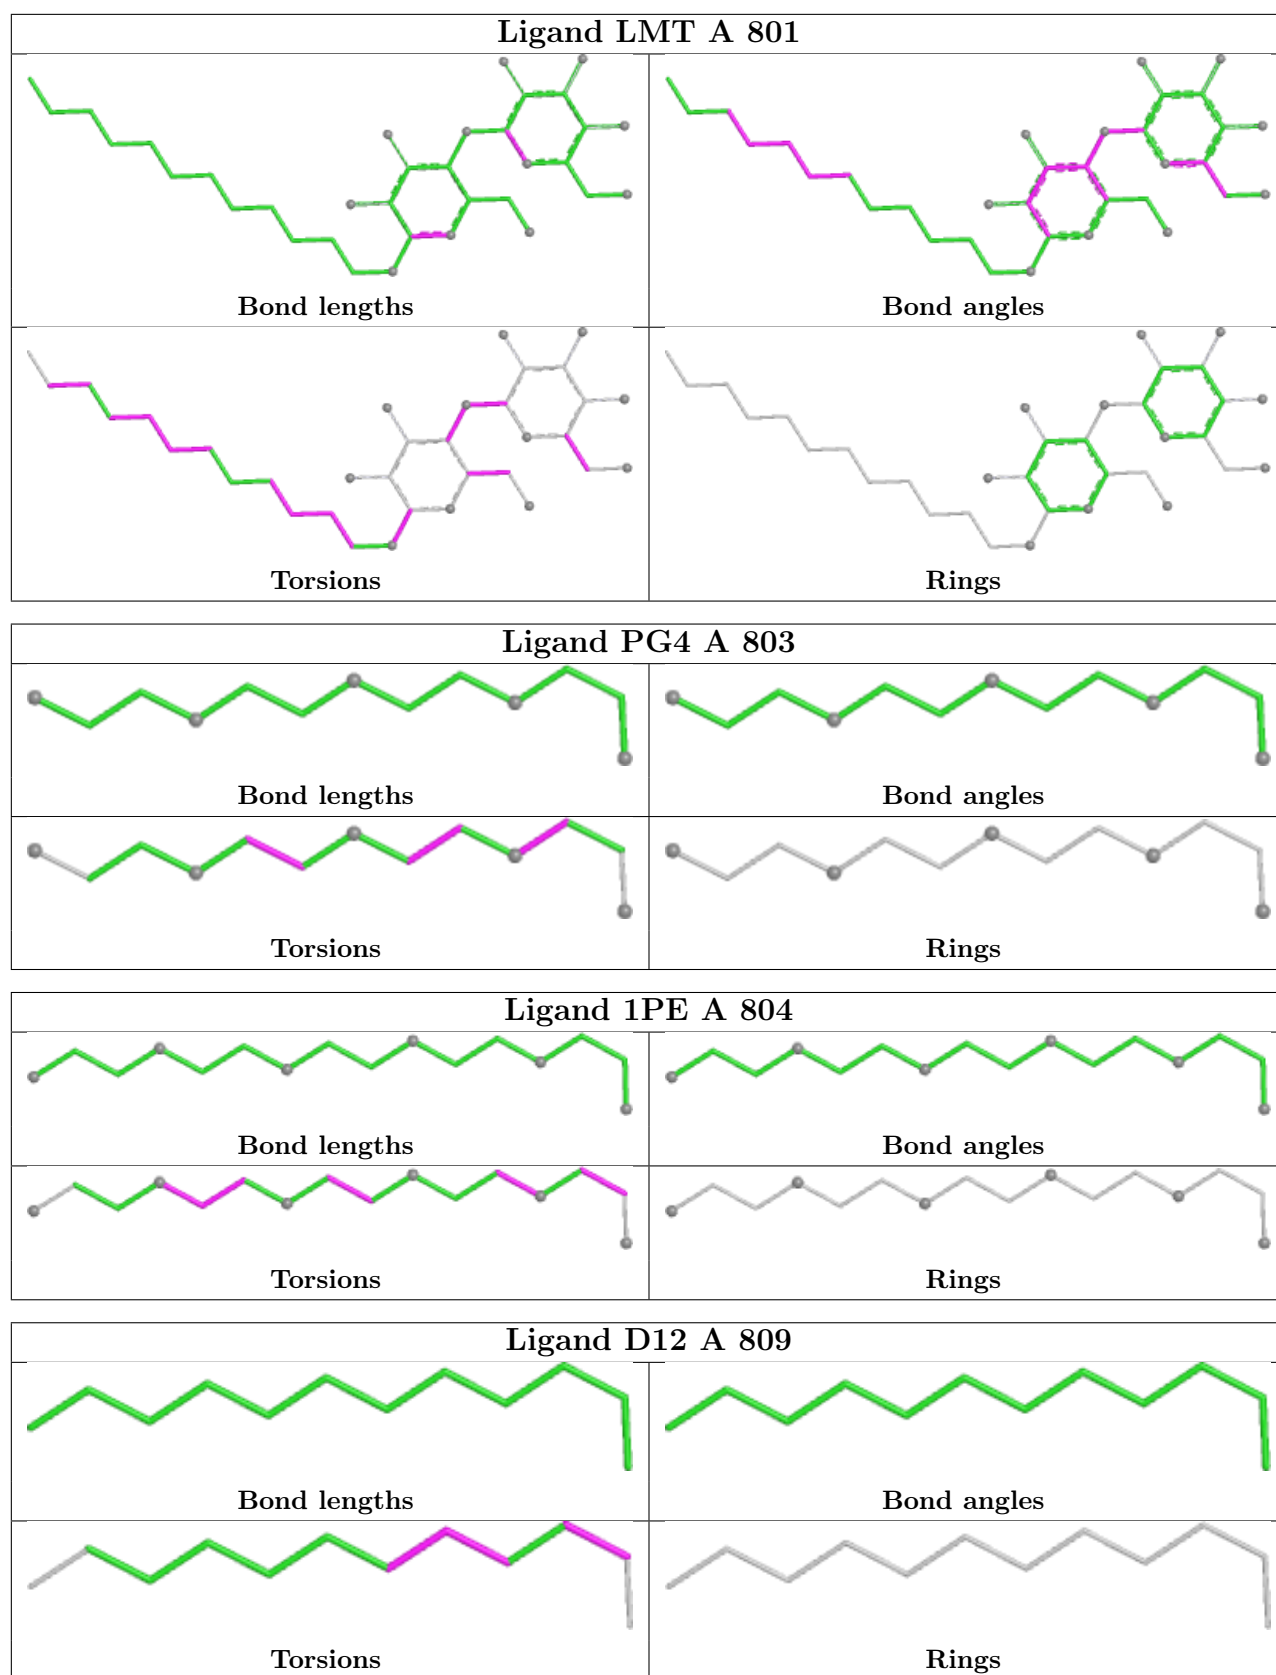 Ligand LMT A 801
Bond lengths
Bond angles
Torsions
Rings
Ligand PG4 A 803
Bond lengths
Bond angles
Torsions
Rings
Ligand 1PE A 804
Bond lengths
Bond angles
Torsions
Rings
Ligand D12 A 809
Bond lengths
Bond angles
Torsions
Rings